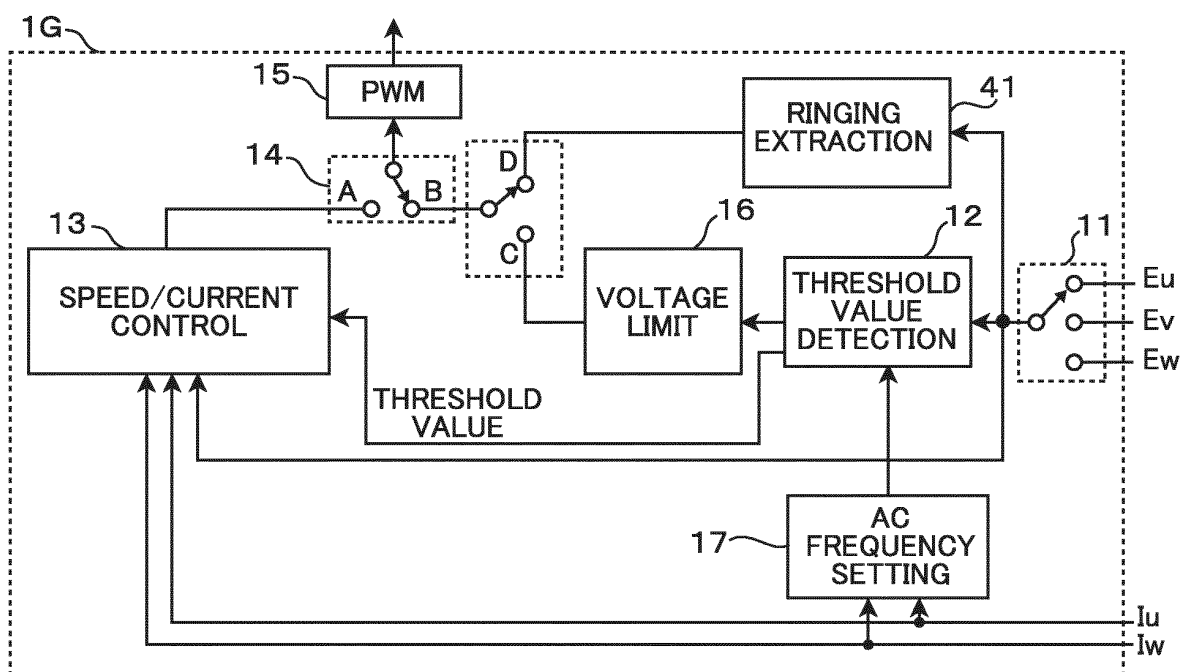 1G
15
PWM
41
RINGING
EXTRACTION
14
A
B
D
C
13
SPEED/CURRENT
CONTROL
16
VOLTAGE
LIMIT
12
THRESHOLD
VALUE
DETECTION
11
Eu
Ev
Ew
THRESHOLD
VALUE
17
AC
FREQUENCY
SETTING
Iu
Iw